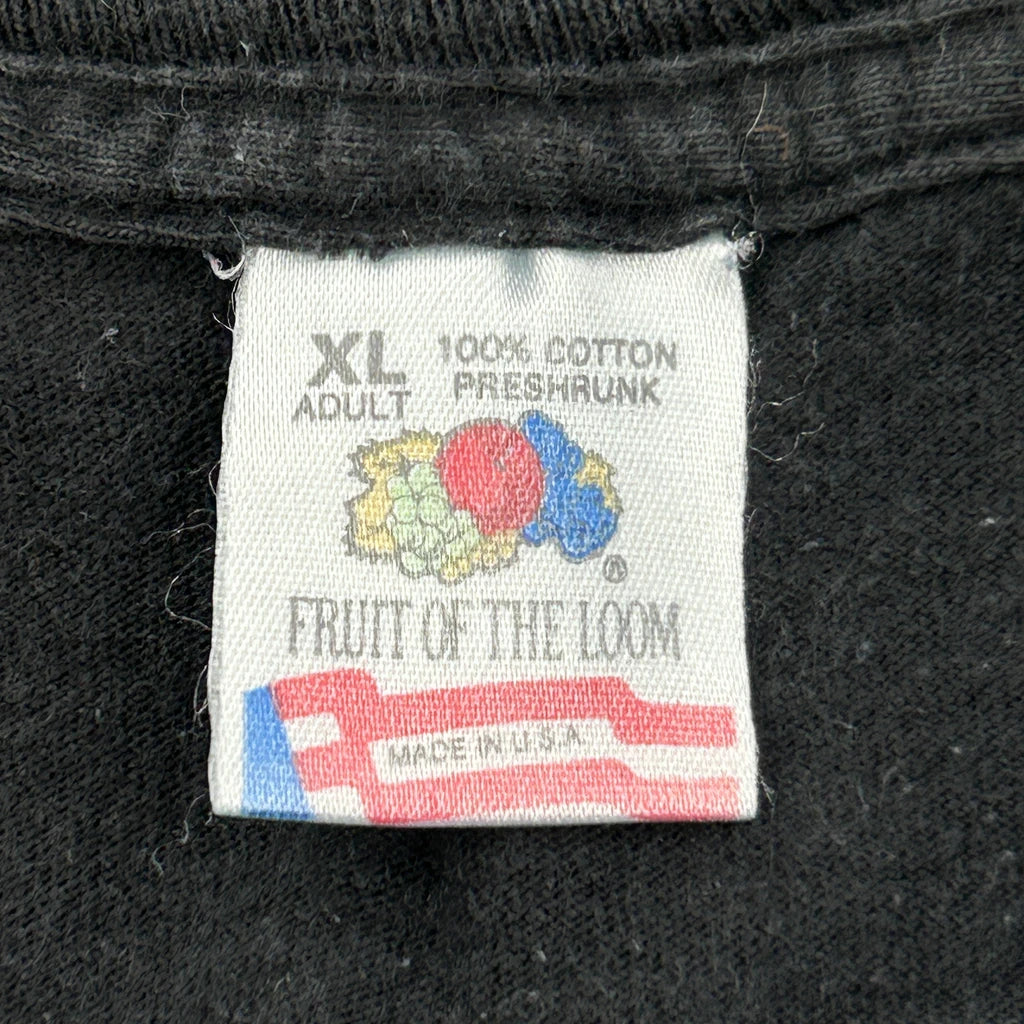 XL 100% COTTON
ADULT PRESHRUNK
®
FRUIT OF THE LOOM
MADE IN U.S.A.